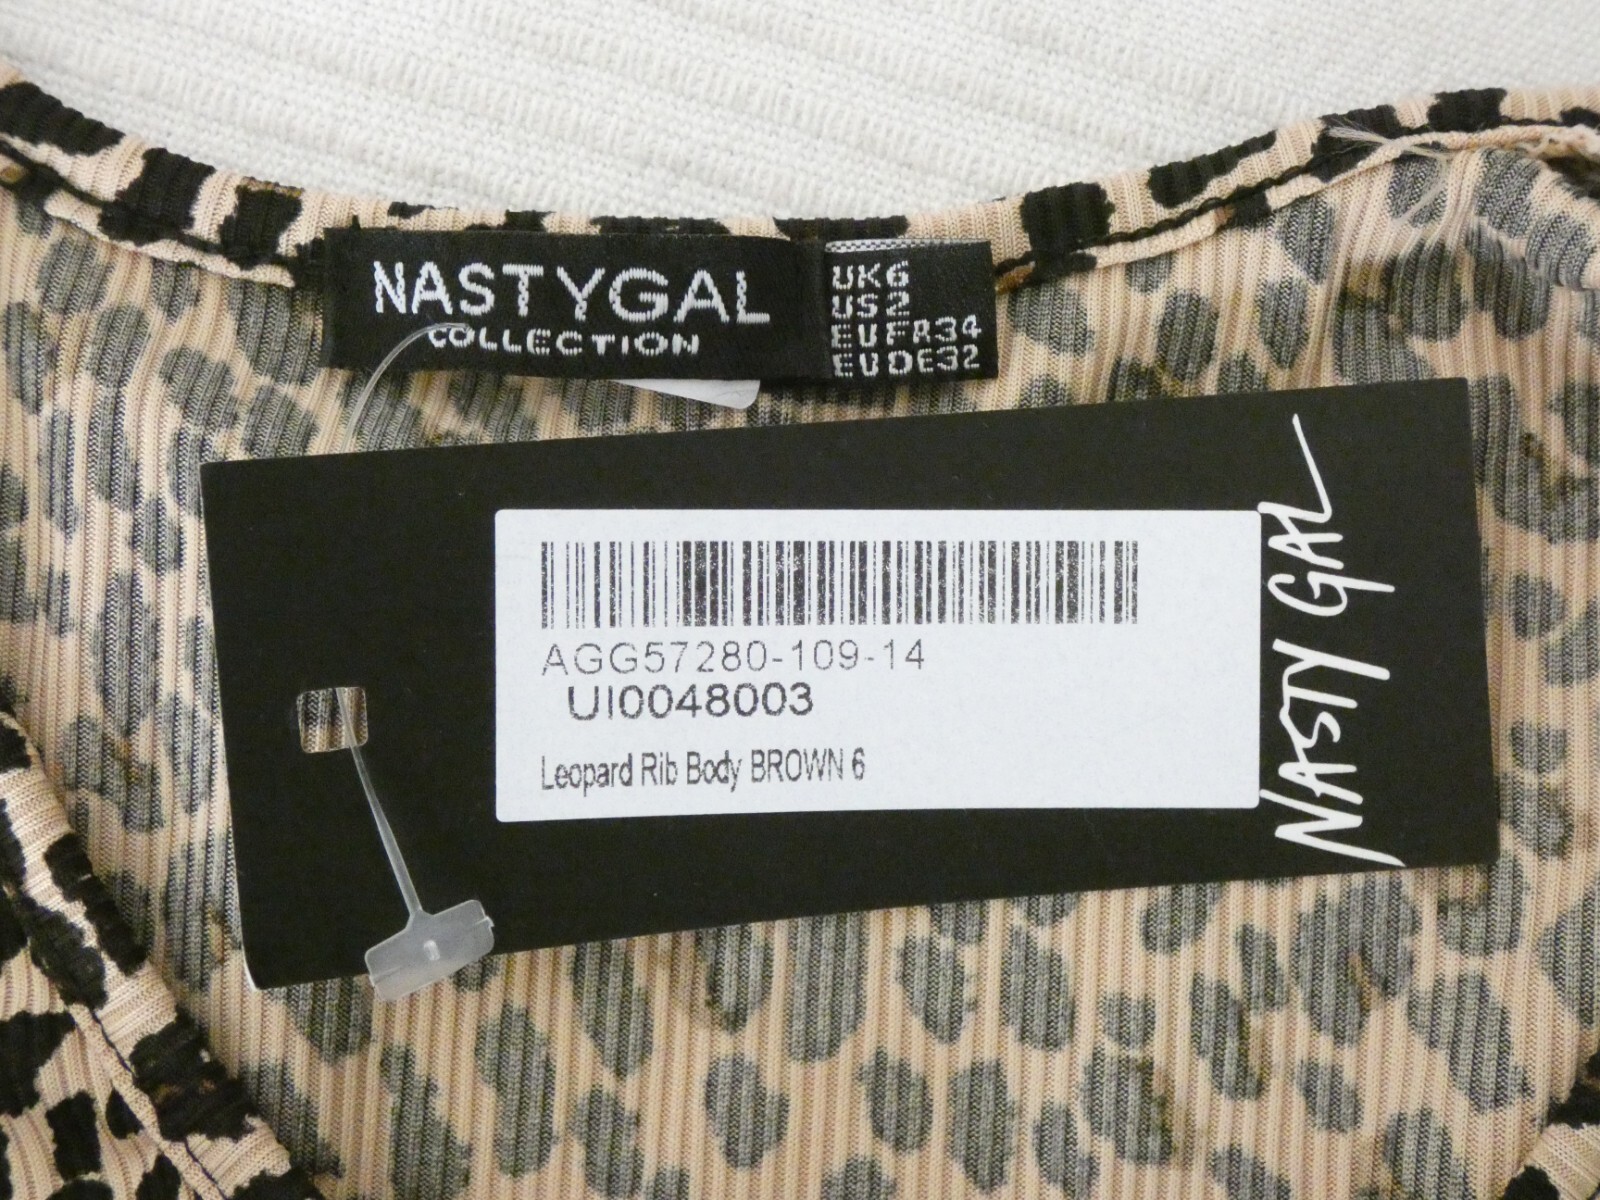 NASTYGAL
COLLECTION
UK6
US2
EUFR34
EUDE32
AGG57280-109-14
UI0048003
Leopard Rib Body BROWN 6
NASTY GAL